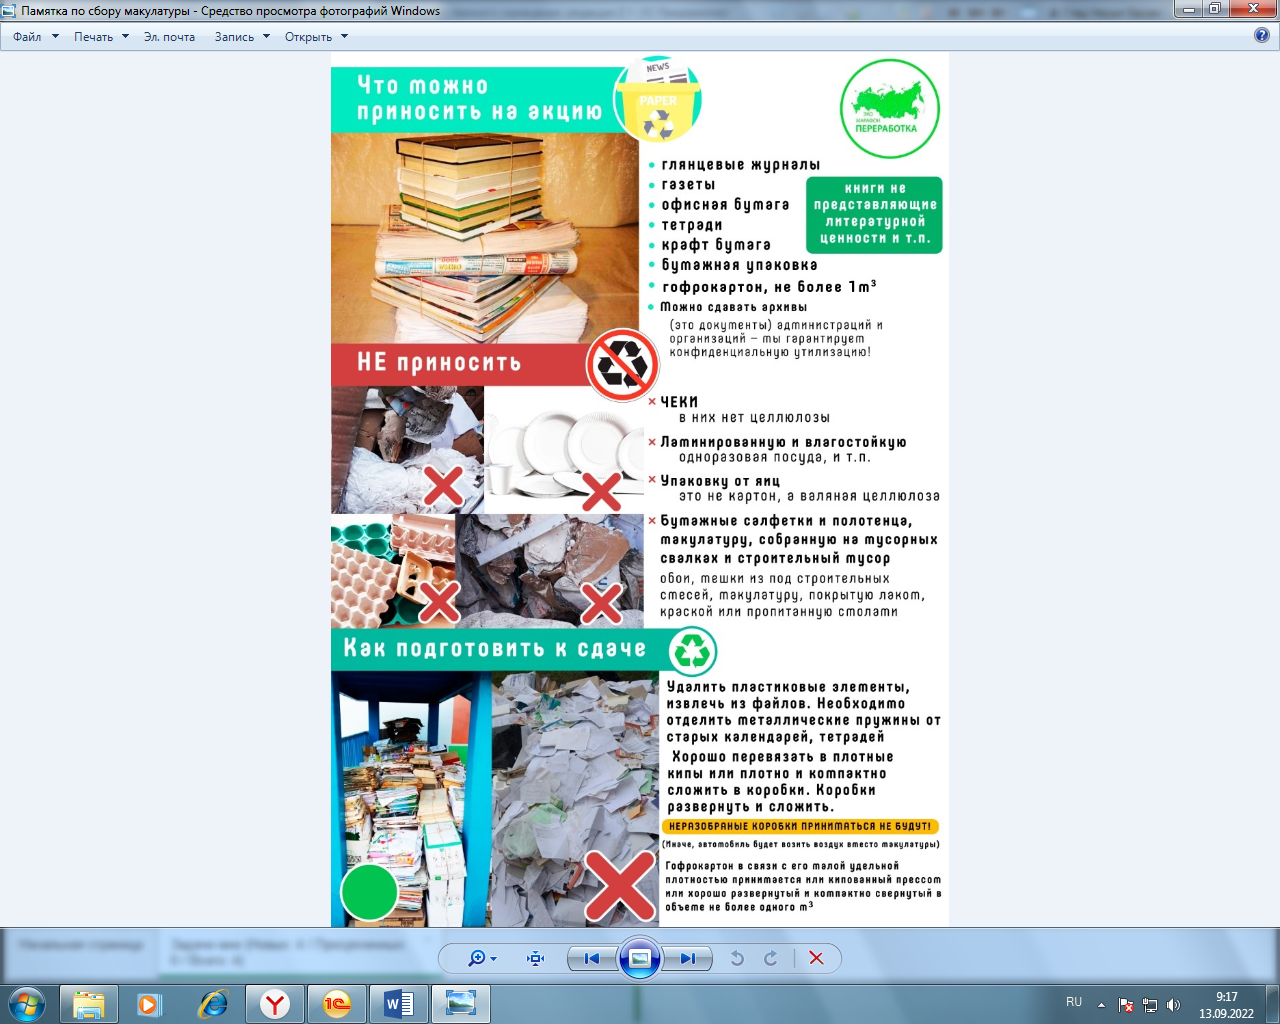 Памятка по сбору макулатуры - Средство просмотра фотографий Windows
Файл
Печать
Эл. почта
Запись
Открыть
Что можно
приносить на акцию
NEWS
PAPER
ЭКО
МАРАФОН
ПЕРЕРАБОТКА
глянцевые журналы
газеты
офисная бумага
тетради
крафт бумага
бумажная упаковка
гофрокартон, не более 1m³
Можно сдавать архивы
(это документы) администраций и
организаций – мы гарантируем
конфиденциальную утилизацию!
книги не
представляющие
литературной
ценности и т.п.
НЕ приносить
ЧЕКИ
в них нет целлюлозы
Ламинированную и влагостойкую
одноразовая посуда, и т.п.
Упаковку от яиц
это не картон, а валяная целлюлоза
Бумажные салфетки и полотенца,
макулатуру, собранную на мусорных
свалках и строительный мусор
обои, мешки из под строительных
смесей, макулатуру, покрытую лаком,
краской или пропитанную смолами
Как подготовить к сдаче
Удалить пластиковые элементы,
извлечь из файлов. Необходимо
отделить металлические пружины от
старых календарей, тетрадей
Хорошо перевязать в плотные
кипы или плотно и компактно
сложить в коробки. Коробки
развернуть и сложить.
НЕРАЗОБРАНЫЕ КОРОБКИ ПРИНИМАТЬСЯ НЕ БУДУТ!
(Иначе, автомобиль будет возить воздух вместо макулатуры)
Гофрокартон в связи с его малой удельной
плотностью принимается или кипованный прессом
или хорошо развернутый и компактно свернутый в
объеме не более одного m³
Начальная страница
RU
9:17
13.09.2022